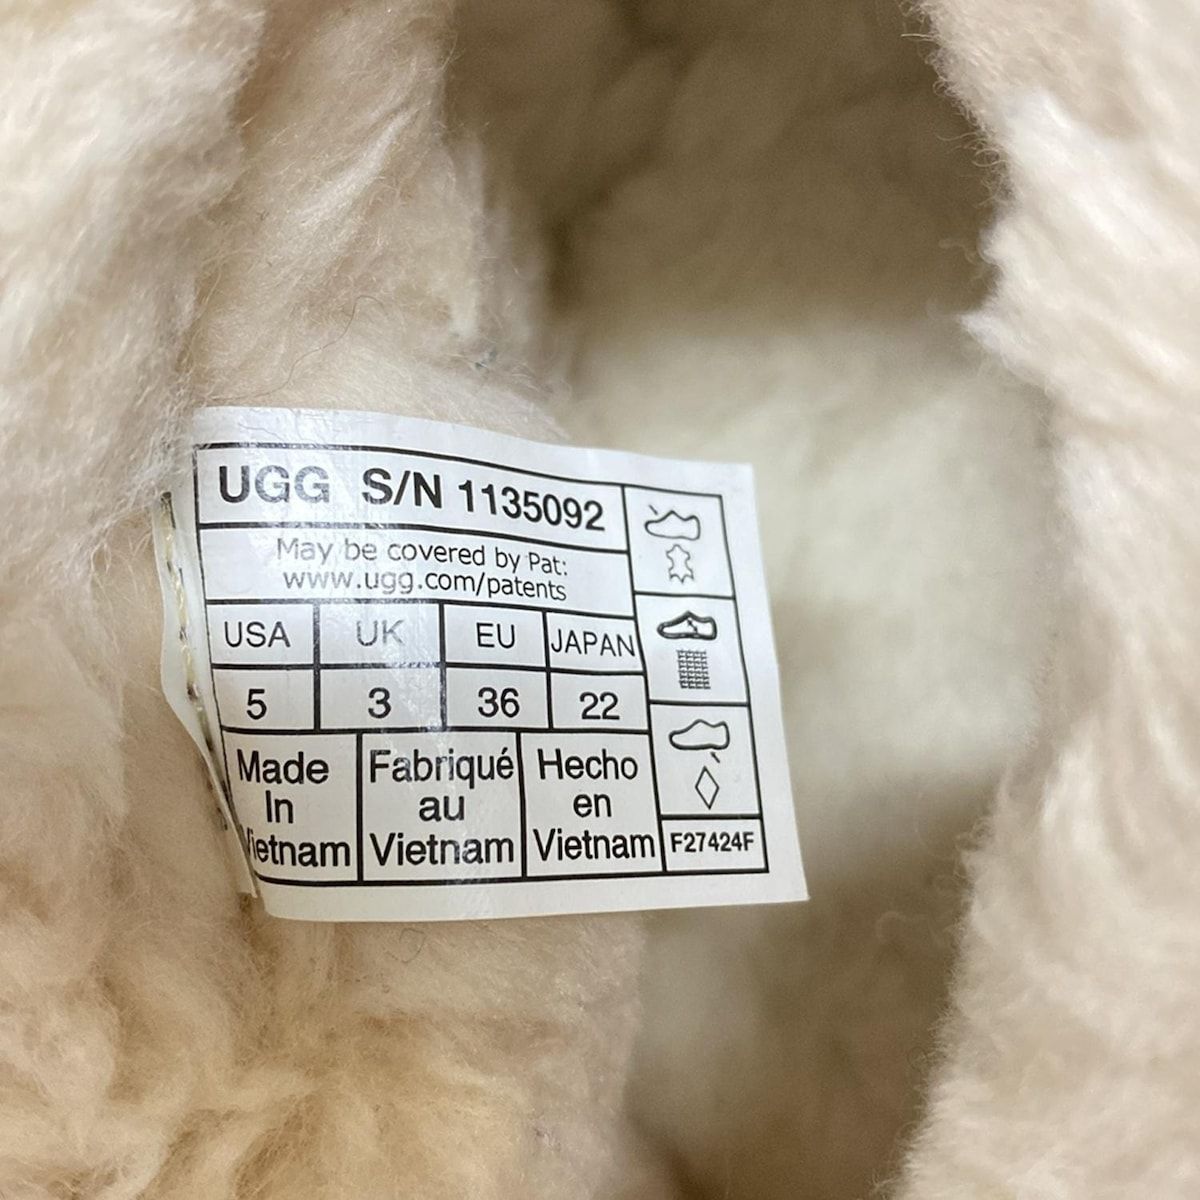 UGG S/N 1135092
May be covered by Pat:
www.ugg.com/patents
USA UK EU JAPAN
5 3 36 22
Made
In
Vietnam
Fabriqué
au
Vietnam
Hecho
en
Vietnam
F27424F